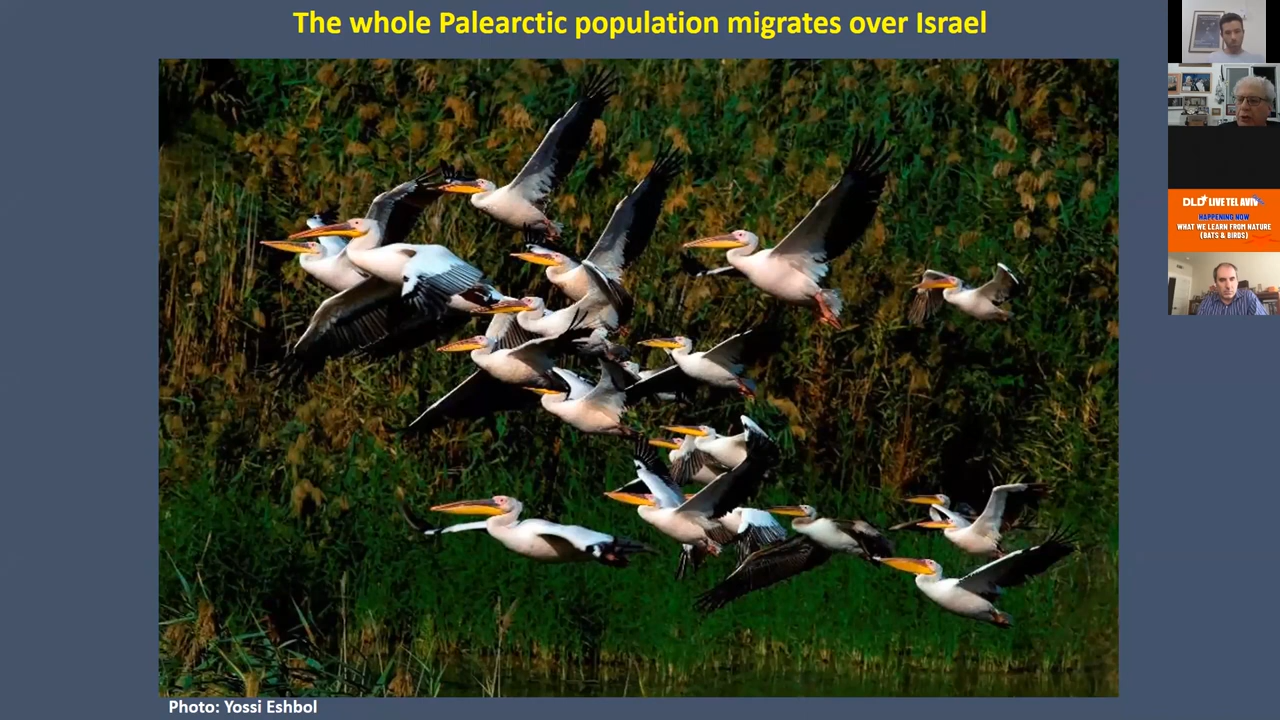 The whole Palearctic population migrates over Israel
DLD LIVE TEL AVIV
HAPPENING NOW
WHAT WE LEARN FROM NATURE
(BATS & BIRDS)
Photo: Yossi Eshbol